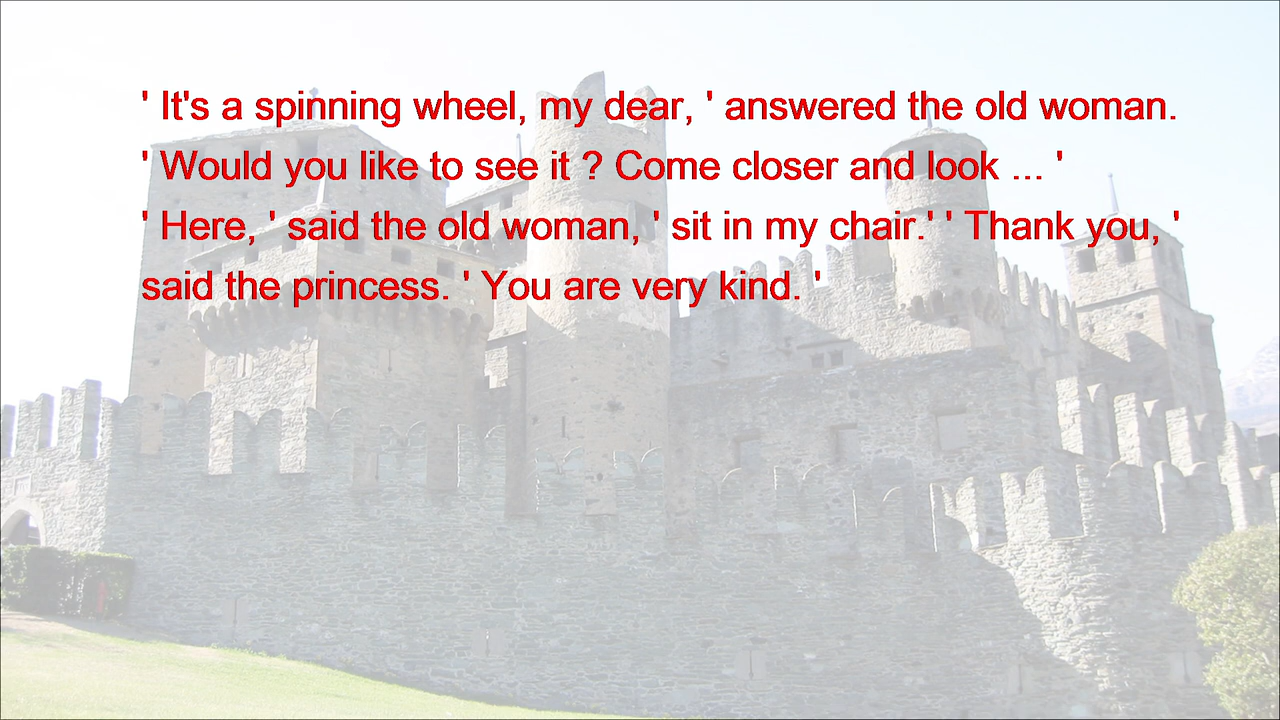 ' It's a spinning wheel, my dear, ' answered the old woman.
' Would you like to see it ? Come closer and look ... '
' Here, ' said the old woman, ' sit in my chair.' ' Thank you, '
said the princess. ' You are very kind. '